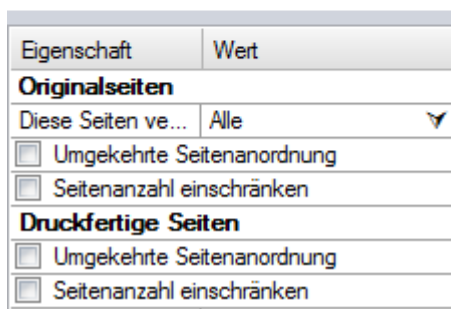 Eigenschaft Wert
Originalseiten
Diese Seiten ve... Alle
Umgekehrte Seitenanordnung
Seitenanzahl einschränken
Druckfertige Seiten
Umgekehrte Seitenanordnung
Seitenanzahl einschränken